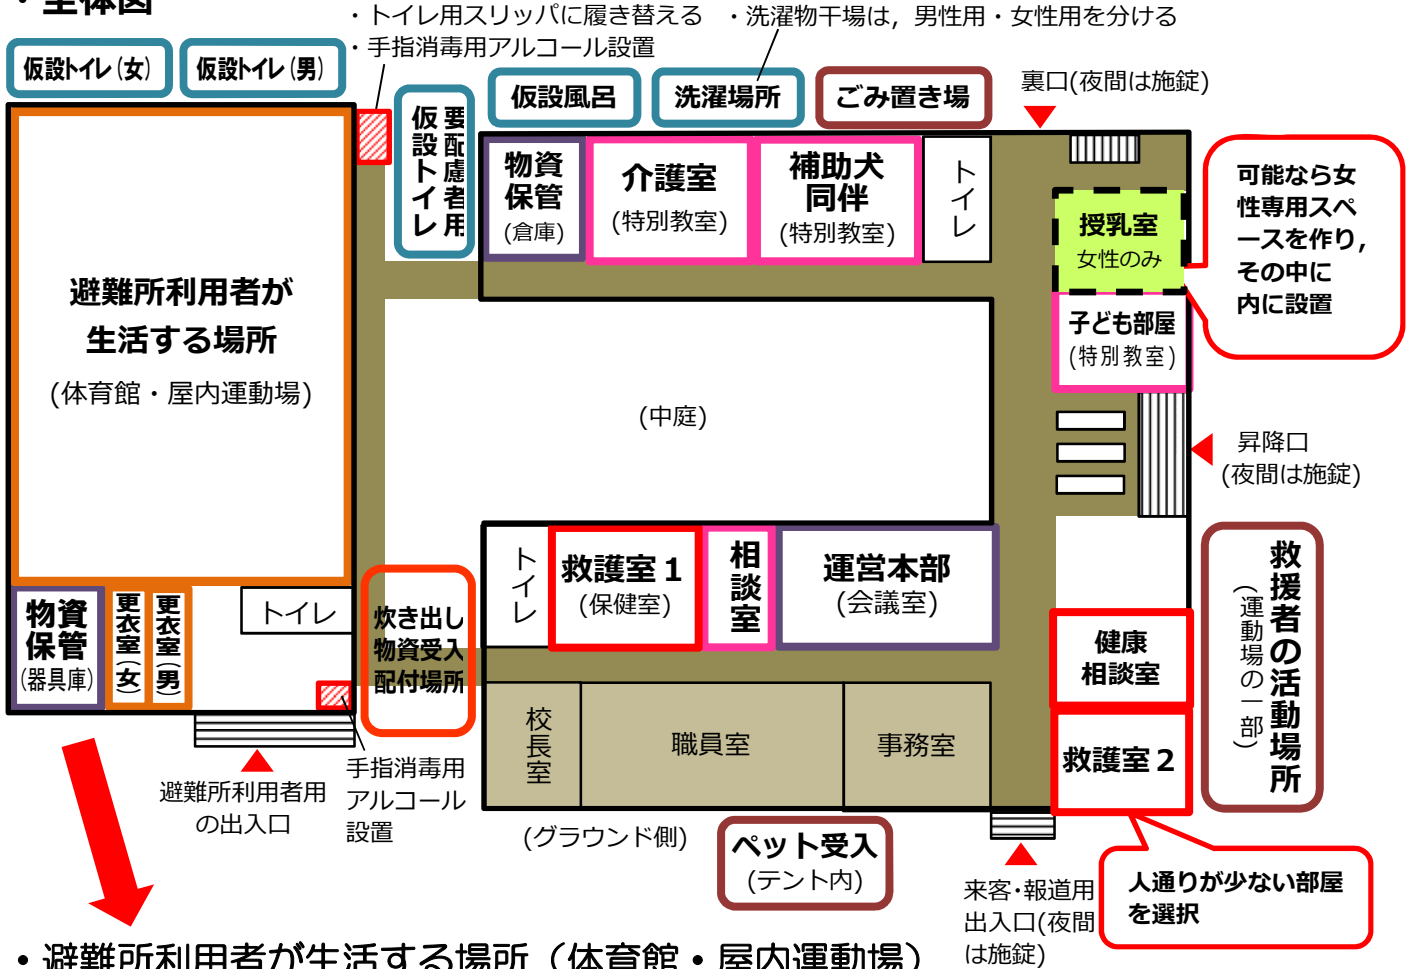 ・全体図
・トイレ用スリッパに履き替える
・手指消毒用アルコール設置
・洗濯物干場は，男性用・女性用を分ける
仮設トイレ（女）
仮設トイレ（男）
要配慮者用
仮設トイレ
仮設風呂
洗濯場所
ごみ置き場
裏口(夜間は施錠)
避難所利用者が
生活する場所
(体育館・屋内運動場)
物資
保管
(倉庫)
介護室
(特別教室)
補助犬
同伴
(特別教室)
トイレ
授乳室
女性のみ
可能なら女
性専用スペ
ースを作り，
その中に
内に設置
子ども部屋
(特別教室)
(中庭)
昇降口
(夜間は施錠)
トイレ
救護室１
(保健室)
相談室
運営本部
(会議室)
救援者の活動場所
（運動場の一部）
物資
保管
(器具庫)
更衣室（女）
更衣室（男）
トイレ
炊き出し
物資受入
配付場所
健康
相談室
校長室
職員室
事務室
救護室２
避難所利用者用
の出入口
手指消毒用
アルコール
設置
(グラウンド側)
ペット受入
(テント内)
来客・報道用
出入口(夜間
は施錠)
人通りが少ない部屋
を選択
・避難所利用者が生活する場所（体育館・屋内運動場）